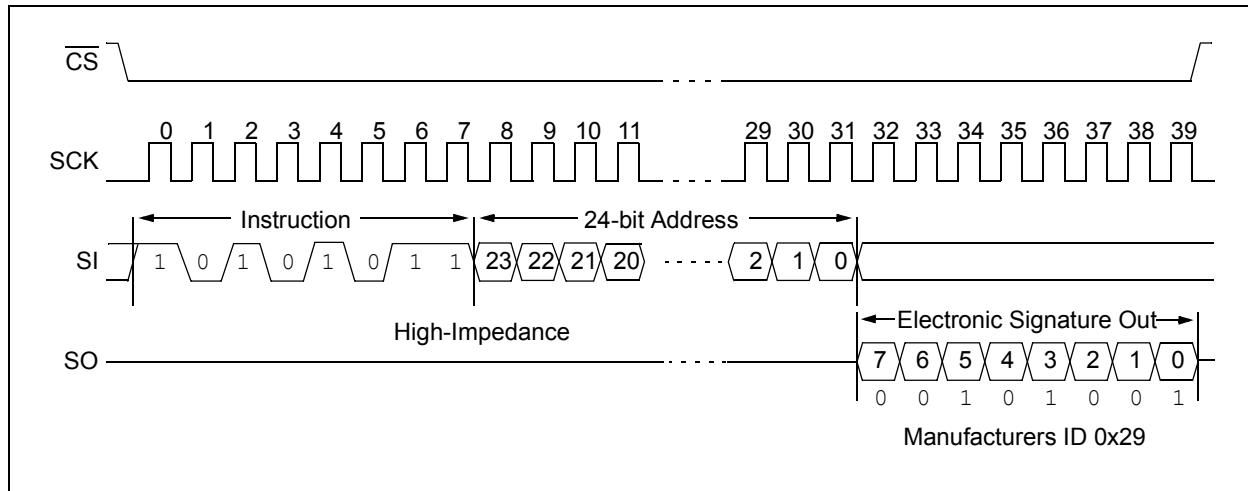 CS
0 1 2 3 4 5 6 7 8 9 10 11 29 30 31 32 33 34 35 36 37 38 39
SCK
Instruction 24-bit Address
SI 1 0 1 0 1 0 1 1 23 22 21 20 2 1 0
High-Impedance Electronic Signature Out
SO 7 6 5 4 3 2 1 0
0 0 1 0 1 0 0 1
Manufacturers ID 0x29